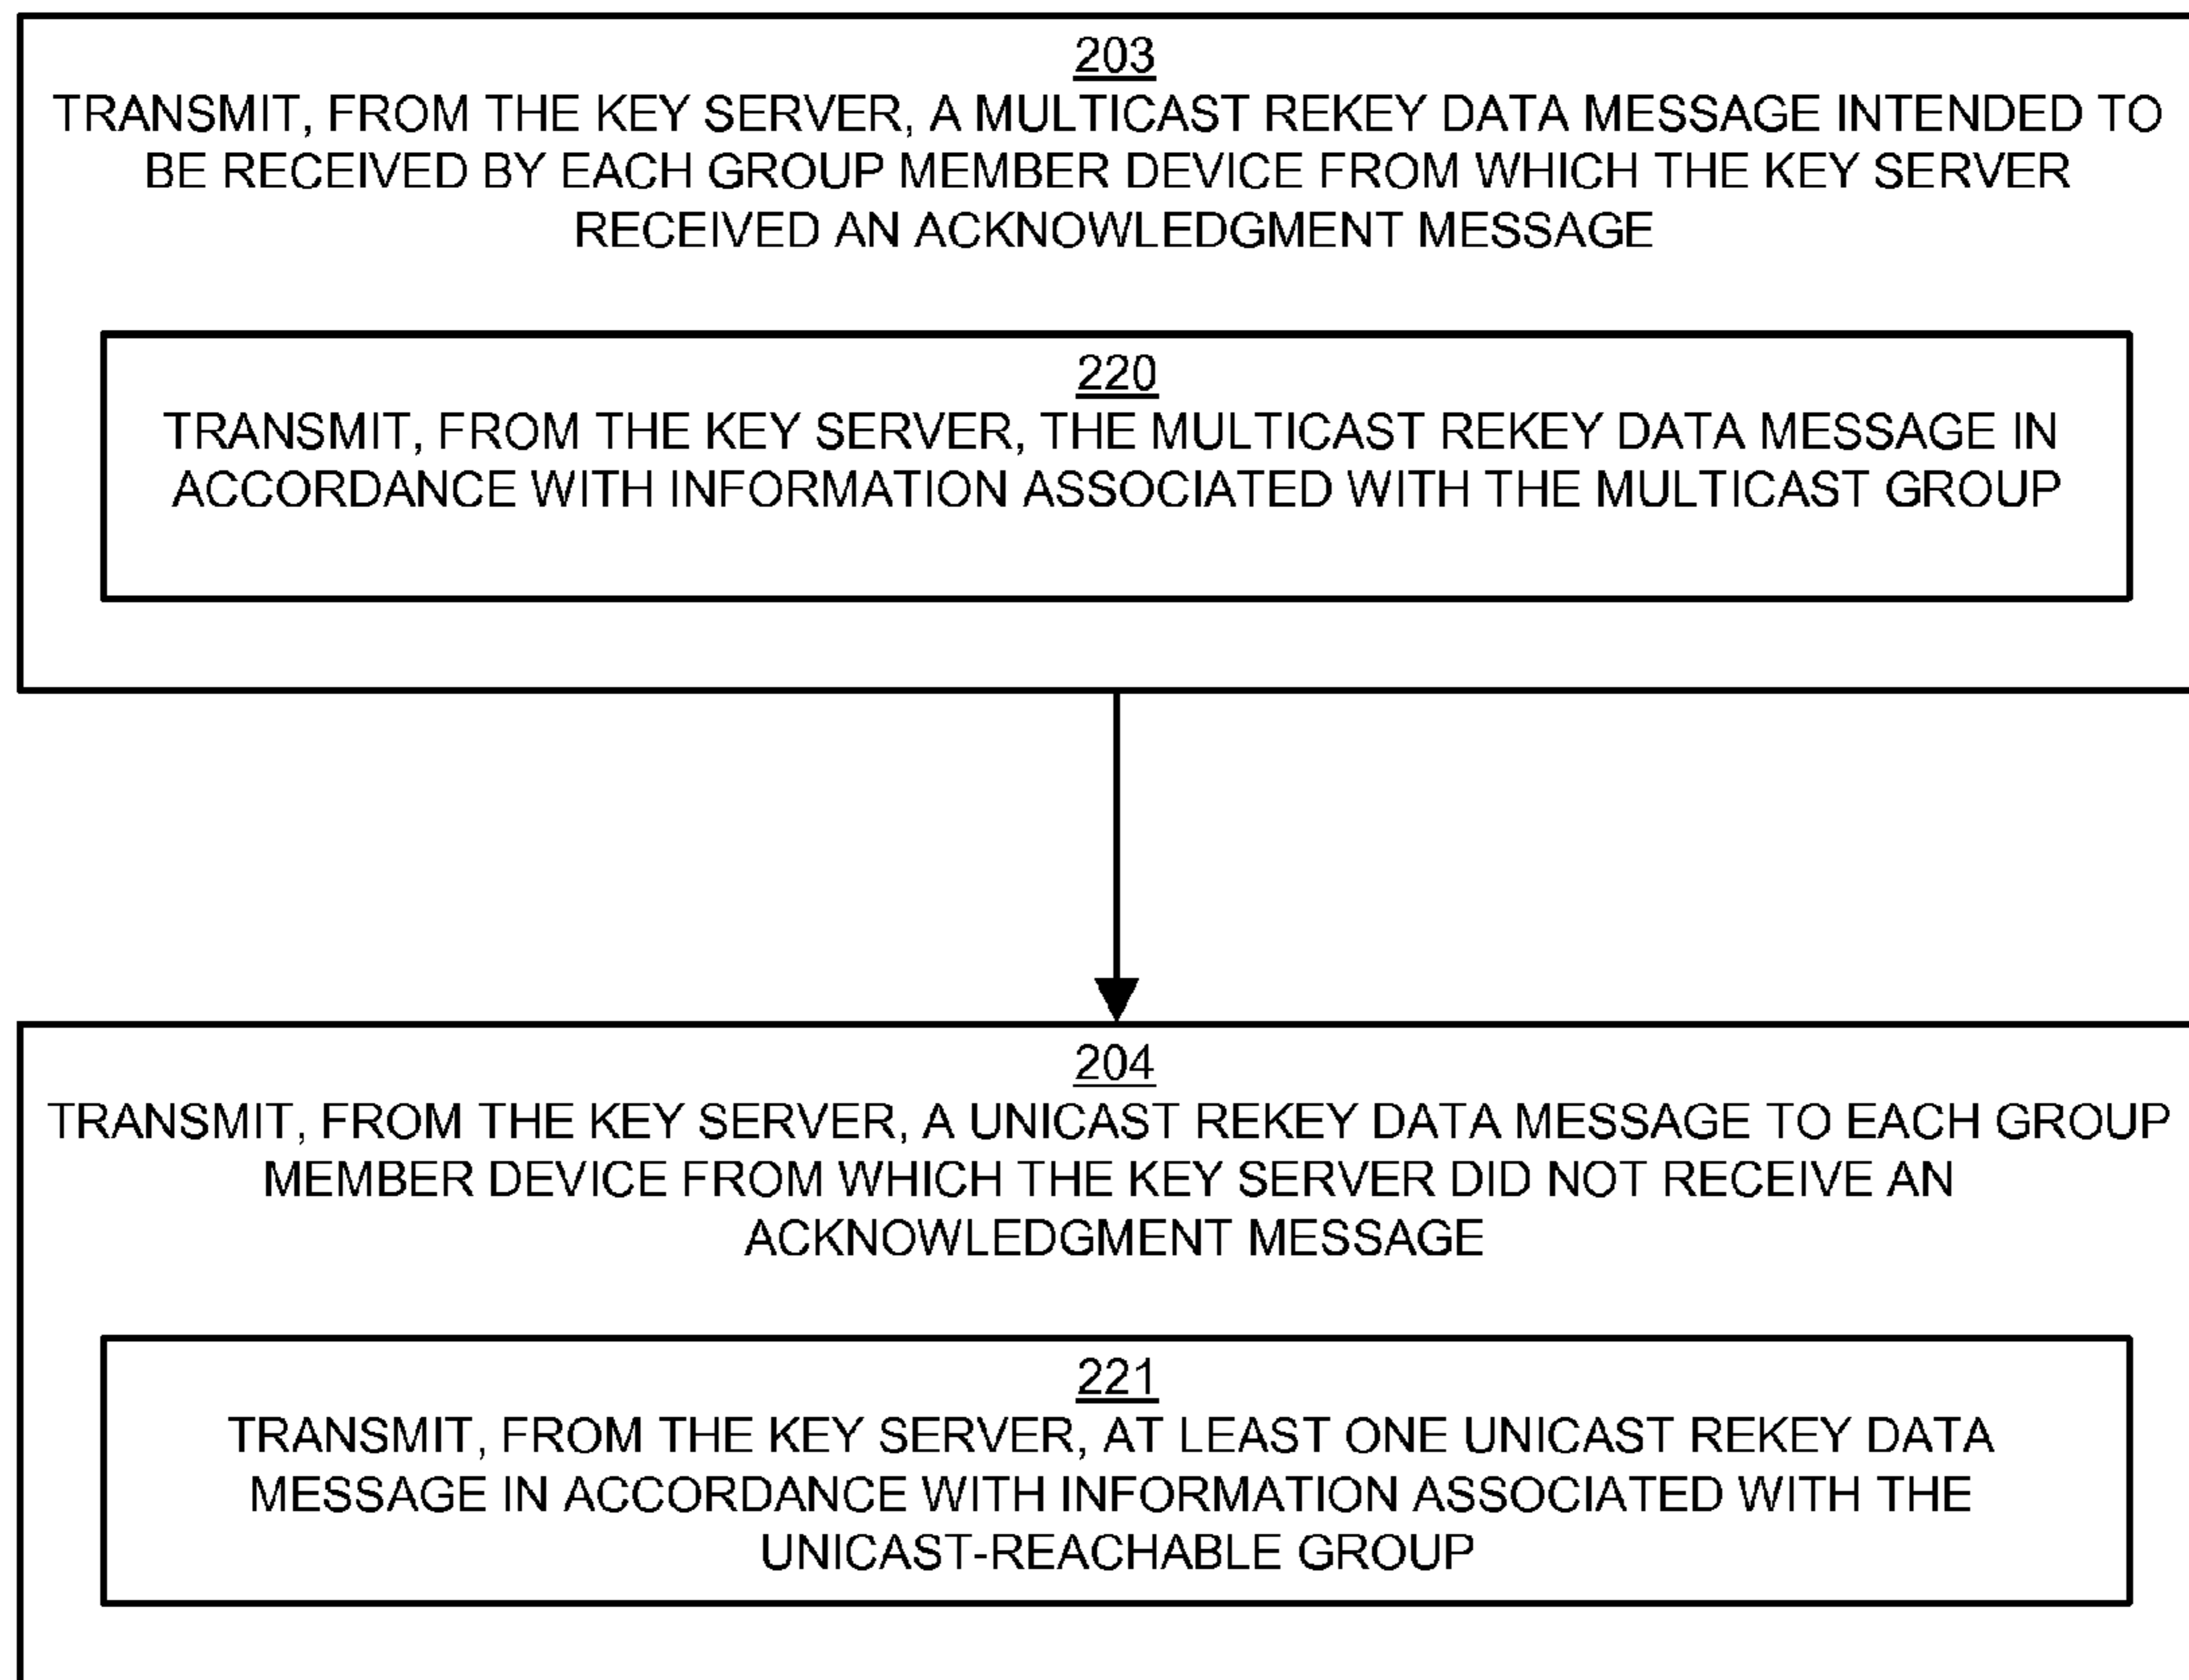 203
TRANSMIT, FROM THE KEY SERVER, A MULTICAST REKEY DATA MESSAGE INTENDED TO
BE RECEIVED BY EACH GROUP MEMBER DEVICE FROM WHICH THE KEY SERVER
RECEIVED AN ACKNOWLEDGMENT MESSAGE
220
TRANSMIT, FROM THE KEY SERVER, THE MULTICAST REKEY DATA MESSAGE IN
ACCORDANCE WITH INFORMATION ASSOCIATED WITH THE MULTICAST GROUP
204
TRANSMIT, FROM THE KEY SERVER, A UNICAST REKEY DATA MESSAGE TO EACH GROUP
MEMBER DEVICE FROM WHICH THE KEY SERVER DID NOT RECEIVE AN
ACKNOWLEDGMENT MESSAGE
221
TRANSMIT, FROM THE KEY SERVER, AT LEAST ONE UNICAST REKEY DATA
MESSAGE IN ACCORDANCE WITH INFORMATION ASSOCIATED WITH THE
UNICAST-REACHABLE GROUP